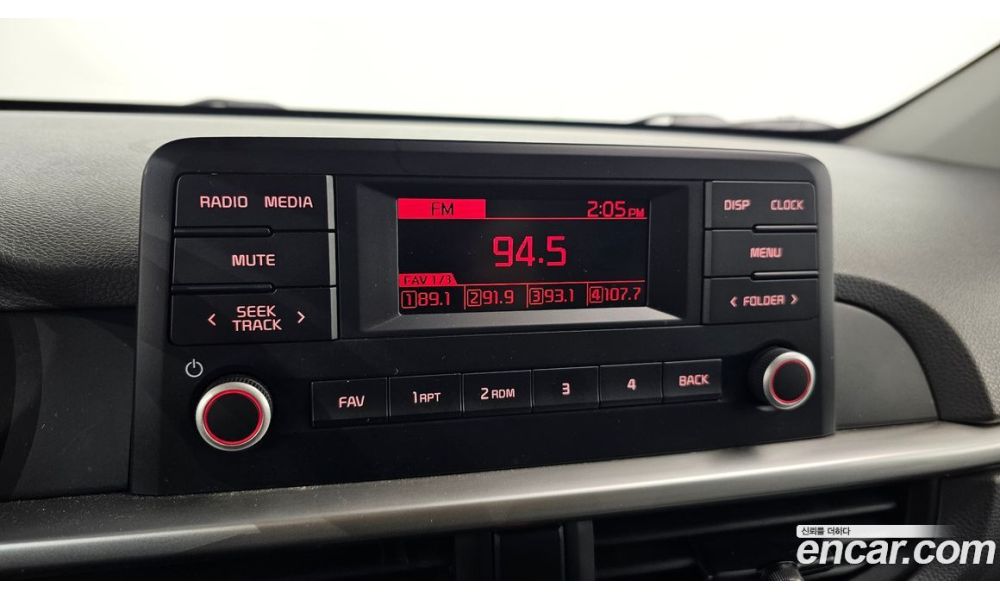 RADIO MEDIA
MUTE
< SEEK TRACK >
FM 2:05 PM
94.5
FAV 1/3
1 89.1 2 91.9 3 93.1 4 107.7
DISP CLOCK
MENU
< FOLDER >
FAV 1 RPT 2 RDM 3 4 BACK
신뢰를 더하다
encar.com